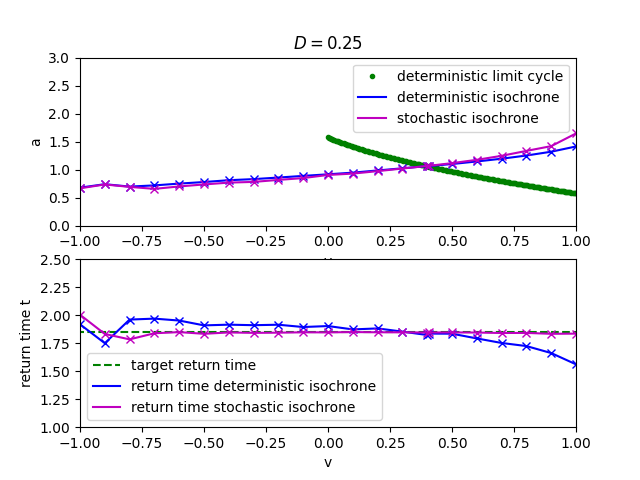 D = 0.25
3.0
2.5
2.0
1.5
1.0
0.5
0.0
a
deterministic limit cycle
deterministic isochrone
stochastic isochrone
−1.00 −0.75 −0.50 −0.25 0.00 0.25 0.50 0.75 1.00
2.50
2.25
2.00
1.75
1.50
1.25
1.00
return time t
target return time
return time deterministic isochrone
return time stochastic isochrone
−1.00 −0.75 −0.50 −0.25 0.00 0.25 0.50 0.75 1.00
v